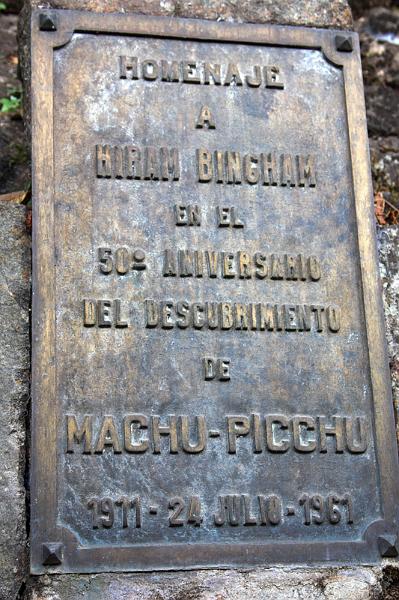 HOMENAJE
A
HIRAM BINGHAM
EN EL
50º ANIVERSARIO
DEL DESCUBRIMIENTO
DE
MACHU-PICCHU
1911 - 24 JULIO - 1961